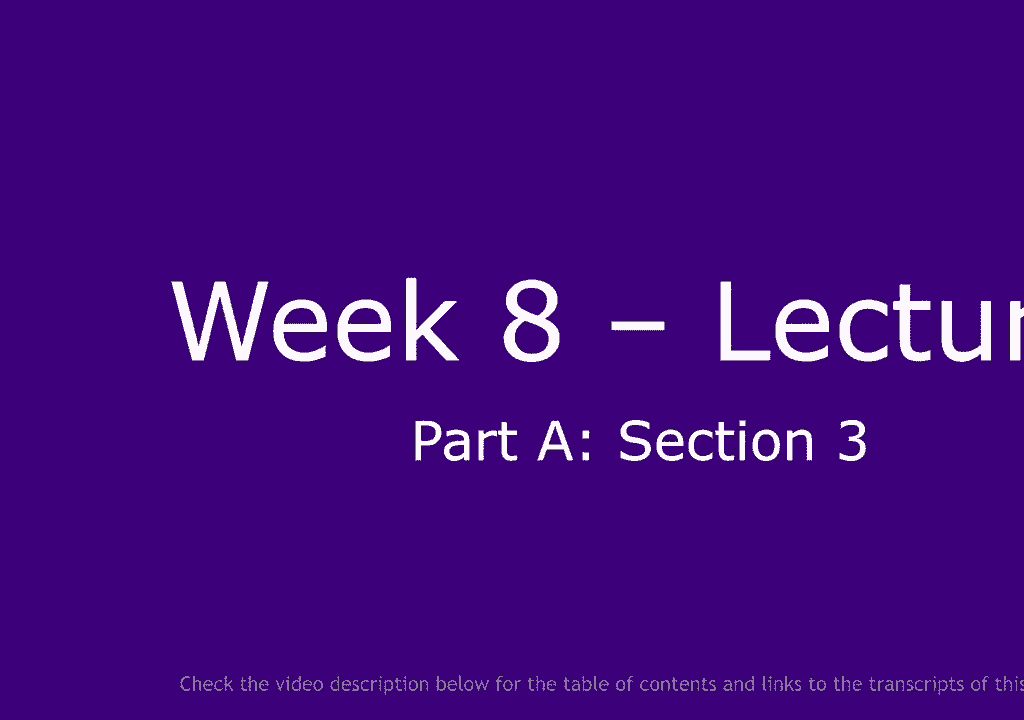 Week 8 – Lectur
Part A: Section 3
Check the video description below for the table of contents and links to the transcripts of this